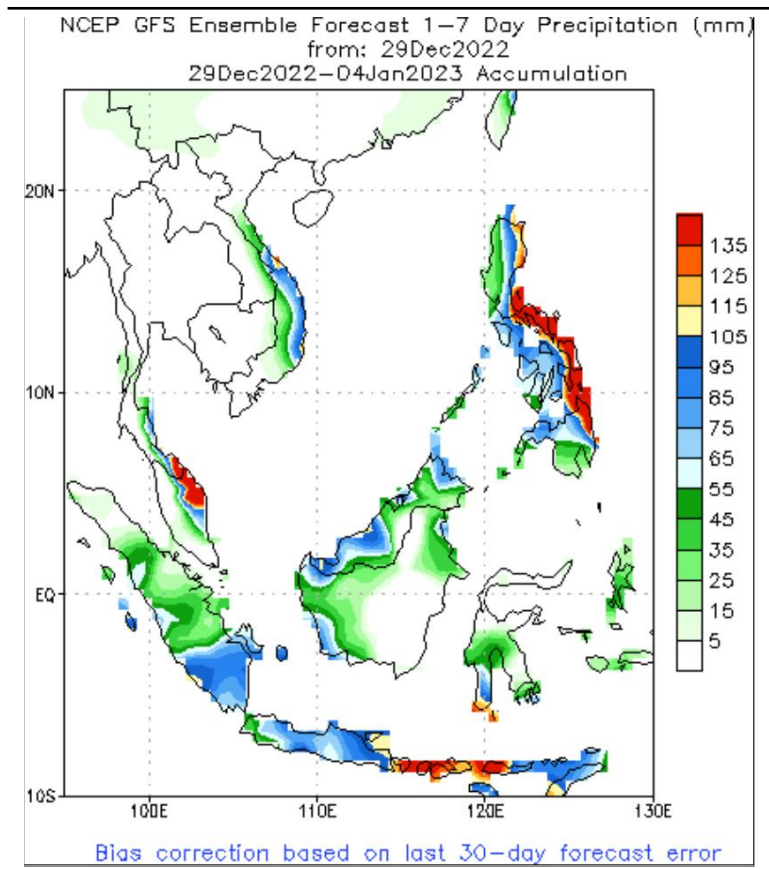 NCEP GFS Ensemble Forecast 1–7 Day Precipitation (mm)
from: 29Dec2022
29Dec2022–04Jan2023 Accumulation
20N
10N
EQ
10S
100E
110E
120E
130E
135
125
115
105
95
85
75
65
55
45
35
25
15
5
Bias correction based on last 30–day forecast error